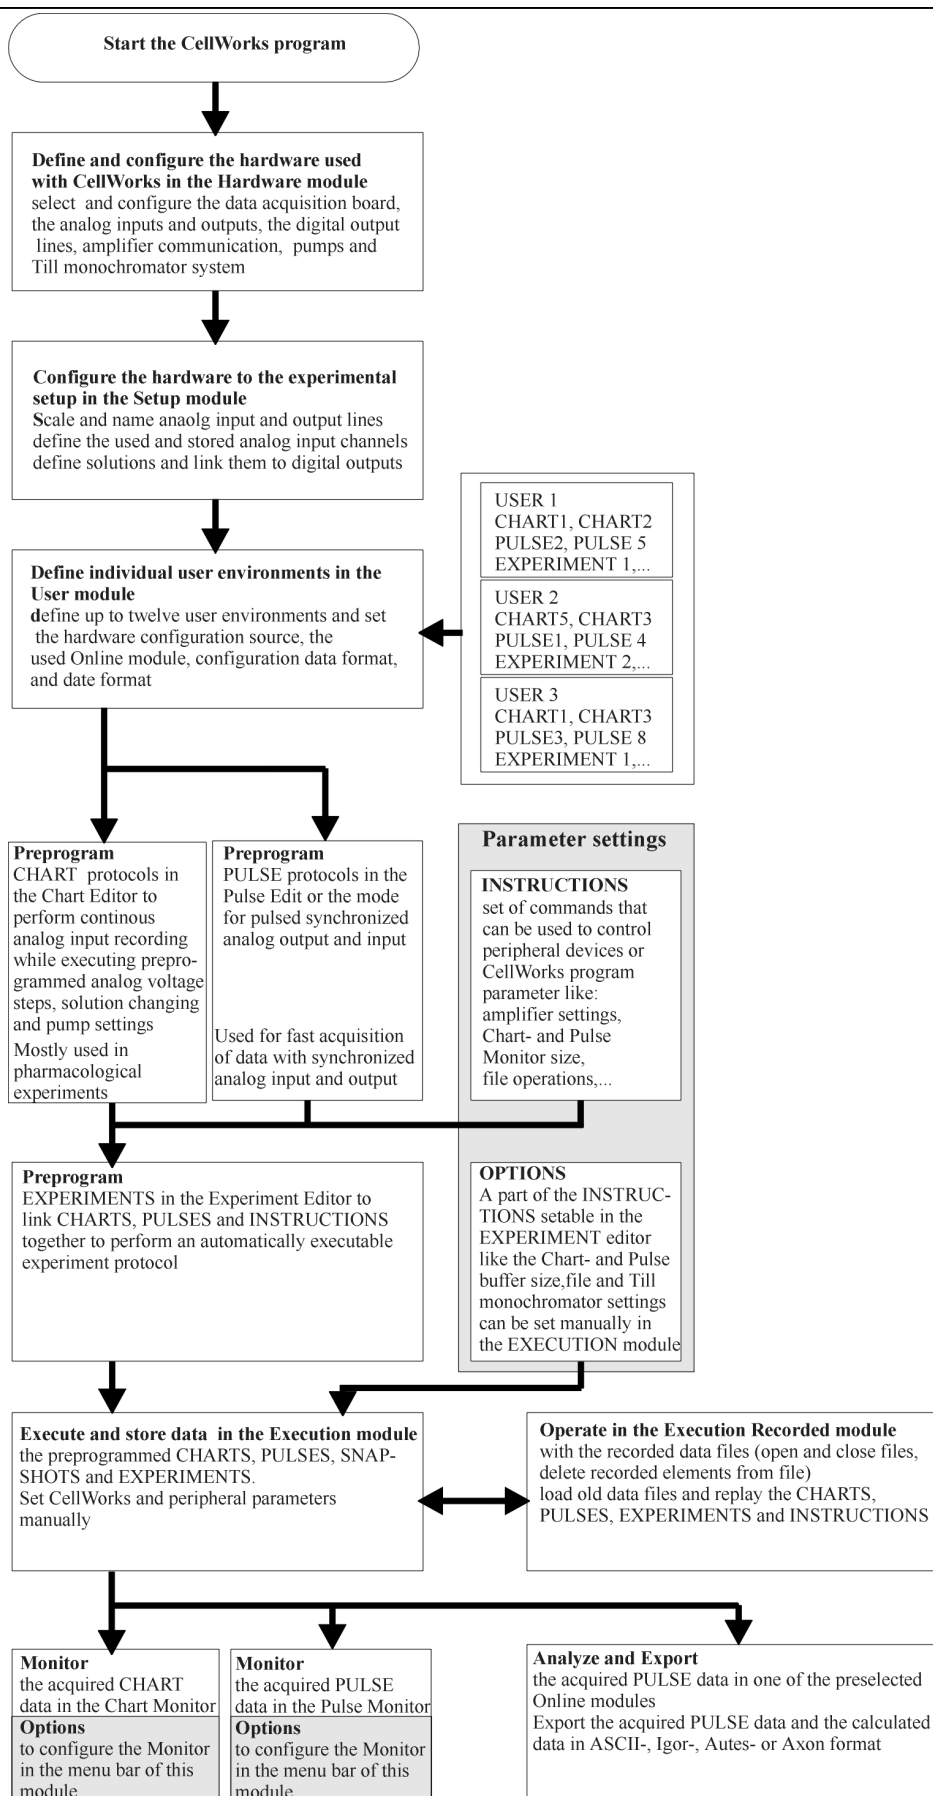 Start the CellWorks program
Define and configure the hardware used
with CellWorks in the Hardware module
select and configure the data acquisition board,
the analog inputs and outputs, the digital output
lines, amplifier communication, pumps and
Till monochromator system
Configure the hardware to the experimental
setup in the Setup module
Scale and name anaolg input and output lines
define the used and stored analog input channels
define solutions and link them to digital outputs
USER 1
CHART1, CHART2
PULSE2, PULSE 5
EXPERIMENT 1,...
USER 2
CHART5, CHART3
PULSE1, PULSE 4
EXPERIMENT 2,...
USER 3
CHART1, CHART3
PULSE3, PULSE 8
EXPERIMENT 1,...
Define individual user environments in the
User module
define up to twelve user environments and set
the hardware configuration source, the
used Online module, configuration data format,
and date format
Preprogram
CHART protocols in
the Chart Editor to
perform continous
analog input recording
while executing prepro-
grammed analog voltage
steps, solution changing
and pump settings
Mostly used in
pharmacological
experiments
Preprogram
PULSE protocols in the
Pulse Edit or the mode
for pulsed synchronized
analog output and input
Used for fast acquisition
of data with synchronized
analog input and output
Parameter settings
INSTRUCTIONS
set of commands that
can be used to control
peripheral devices or
CellWorks program
parameter like:
amplifier settings,
Chart- and Pulse
Monitor size,
file operations,...
Preprogram
EXPERIMENTS in the Experiment Editor to
link CHARTS, PULSES and INSTRUCTIONS
together to perform an automatically executable
experiment protocol
OPTIONS
A part of the INSTRUC-
TIONS setable in the
EXPERIMENT editor
like the Chart- and Pulse
buffer size,file and Till
monochromator settings
can be set manually in
the EXECUTION module
Execute and store data in the Execution module
the preprogrammed CHARTS, PULSES, SNAP-
SHOTS and EXPERIMENTS.
Set CellWorks and peripheral parameters
manually
Operate in the Execution Recorded module
with the recorded data files (open and close files,
delete recorded elements from file)
load old data files and replay the CHARTS,
PULSES, EXPERIMENTS and INSTRUCTIONS
Monitor
the acquired CHART
data in the Chart Monitor
Options
to configure the Monitor
in the menu bar of this
module
Monitor
the acquired PULSE
data in the Pulse Monitor
Options
to configure the Monitor
in the menu bar of this
module
Analyze and Export
the acquired PULSE data in one of the preselected
Online modules
Export the acquired PULSE data and the calculated
data in ASCII-, Igor-, Autes- or Axon format